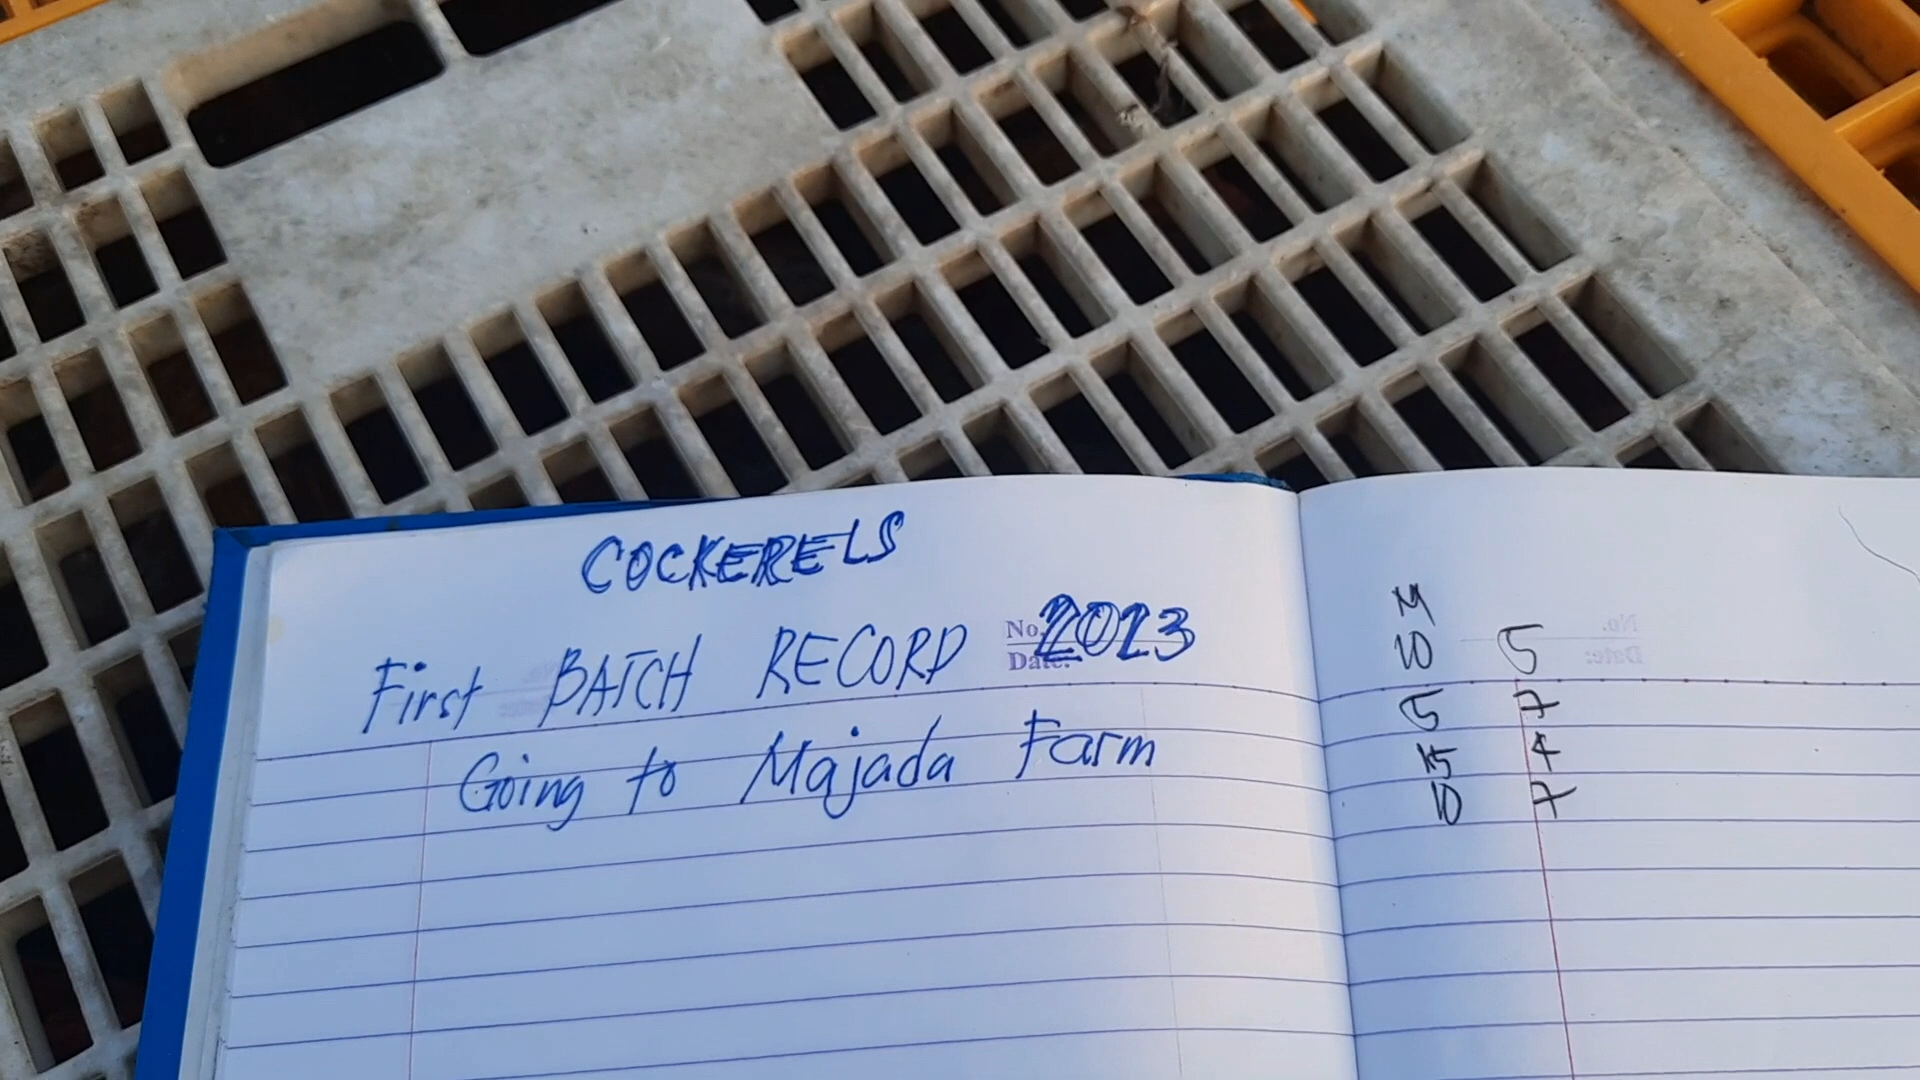 COCKERELS
First BATCH RECORD 2023
No.
Date:
Going to Majada Farm
M
10 5
5 7
15 4
10 7
No.
Date: